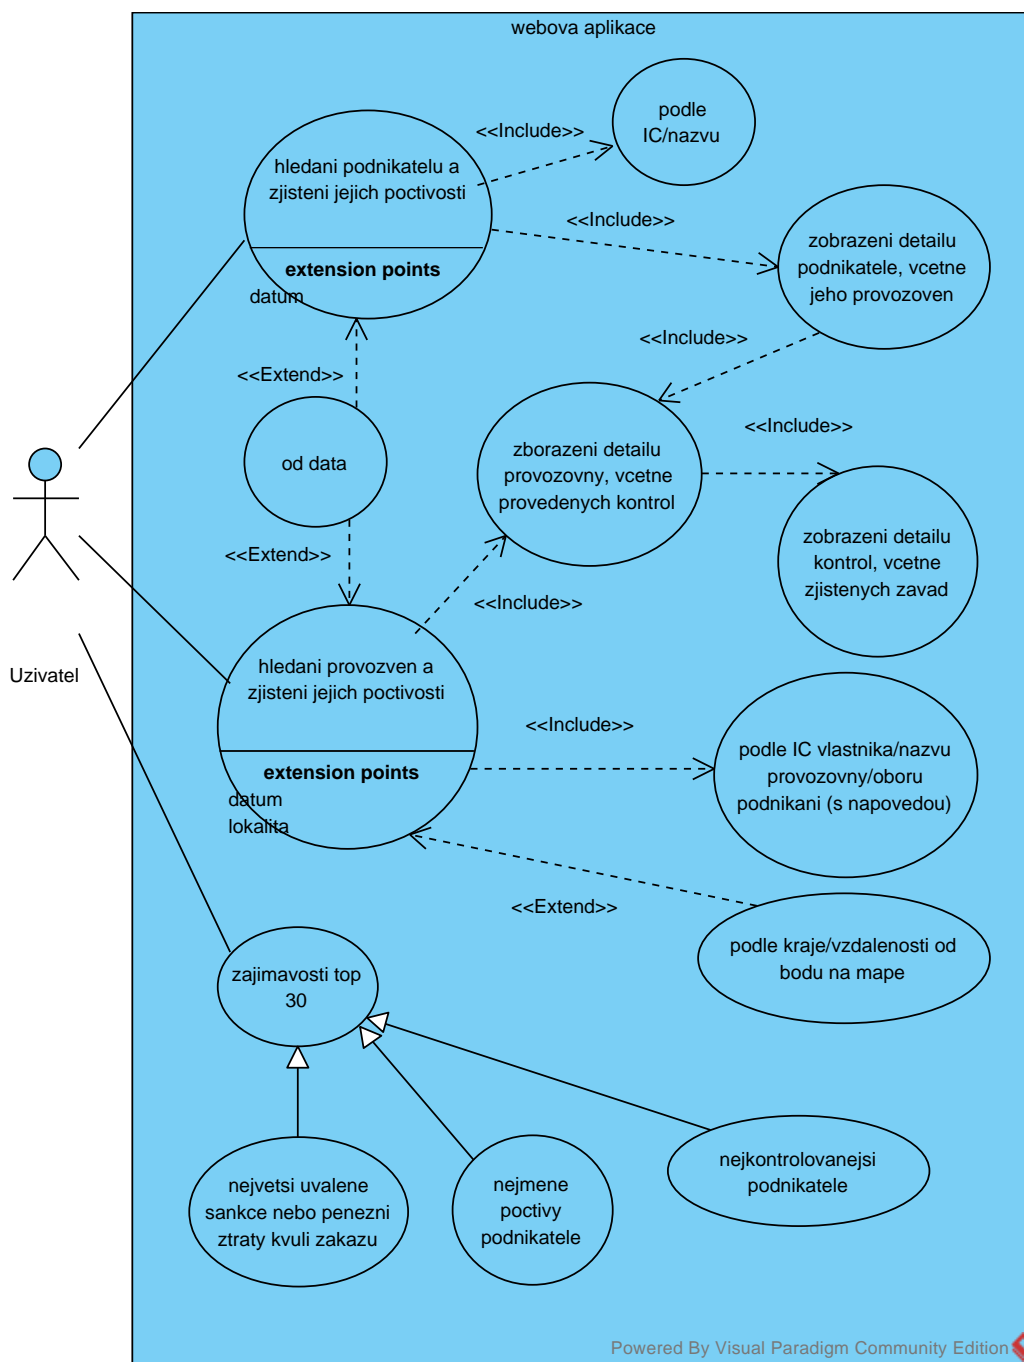 webova aplikace
podle
IC/nazvu
<<Include>>
hledani podnikatelu a
zjisteni jejich poctivosti
extension points
datum
<<Include>>
zobrazeni detailu
podnikatele, vcetne
jeho provozoven
<<Include>>
<<Extend>>
od data
zborazeni detailu
provozovny, vcetne
provedenych kontrol
<<Include>>
zobrazeni detailu
kontrol, vcetne
zjistenych zavad
<<Extend>>
<<Include>>
Uzivatel
hledani provozven a
zjisteni jejich poctivosti
extension points
datum
lokalita
<<Include>>
podle IC vlastnika/nazvu
provozovny/oboru
podnikani (s napovedou)
<<Extend>>
podle kraje/vzdalenosti od
bodu na mape
zajimavosti top
30
nejvetsi uvalene
sankce nebo penezni
ztraty kvuli zakazu
nejmene
poctivy
podnikatele
nejkontrolovanejsi
podnikatele
Powered By Visual Paradigm Community Edition